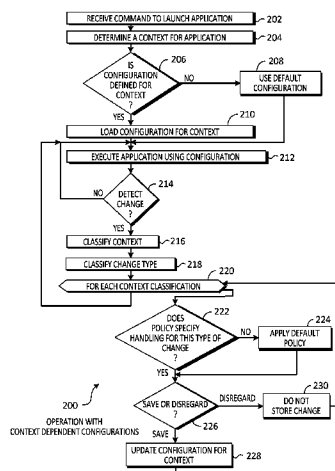 RECEIVE COMMAND TO LAUNCH APPLICATION
202
DETERMINE A CONTEXT FOR APPLICATION
204
IS
CONFIGURATION
DEFINED FOR
CONTEXT
?
206
NO
208
USE DEFAULT
CONFIGURATION
YES
210
LOAD CONFIGURATION FOR CONTEXT
EXECUTE APPLICATION USING CONFIGURATION
212
NO
DETECT
CHANGE
?
214
YES
CLASSIFY CONTEXT
216
CLASSIFY CHANGE TYPE
218
FOR EACH CONTEXT CLASSIFICATION
220
DOES
POLICY SPECIFY
HANDLING FOR THIS TYPE OF
CHANGE
?
222
NO
224
APPLY DEFAULT
POLICY
YES
SAVE OR DISREGARD
?
226
DISREGARD
230
DO NOT
STORE CHANGE
SAVE
UPDATE CONFIGURATION FOR
CONTEXT
228
200
OPERATION WITH
CONTEXT DEPENDENT CONFIGURATIONS